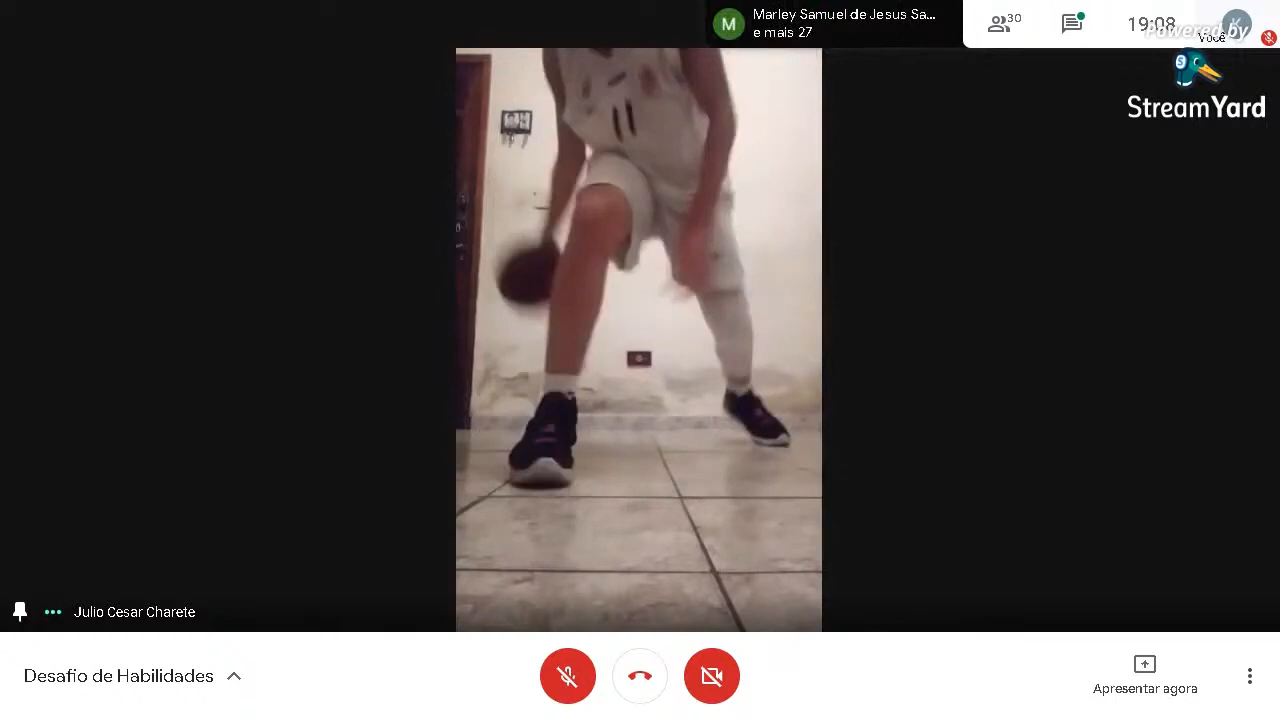 Marley Samuel de Jesus Sa...
e mais 27
30
19:08
Você
Powered by
StreamYard
11
Julio Cesar Charete
Desafio de Habilidades
Apresentar agora